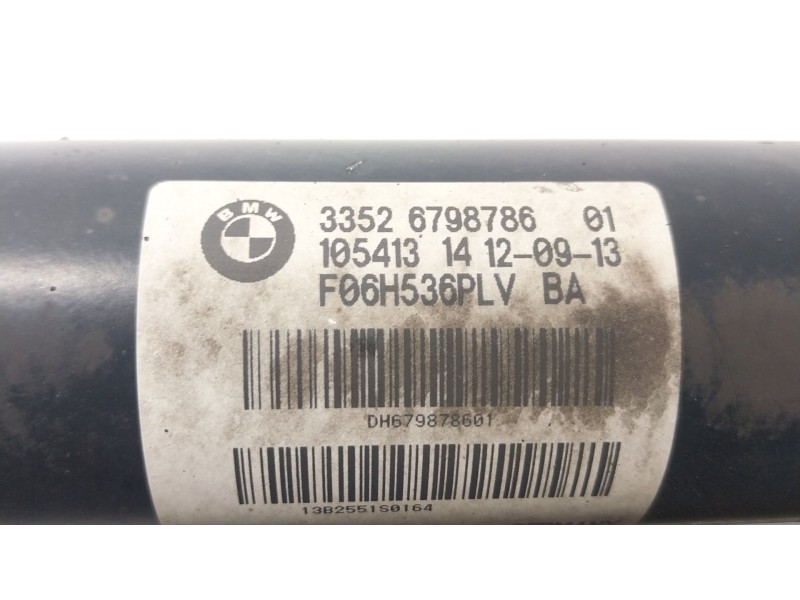 BMW
3352 6798786 01
105413 14 12-09-13
F06H536PLV BA
DH679878601
13B2551S0164